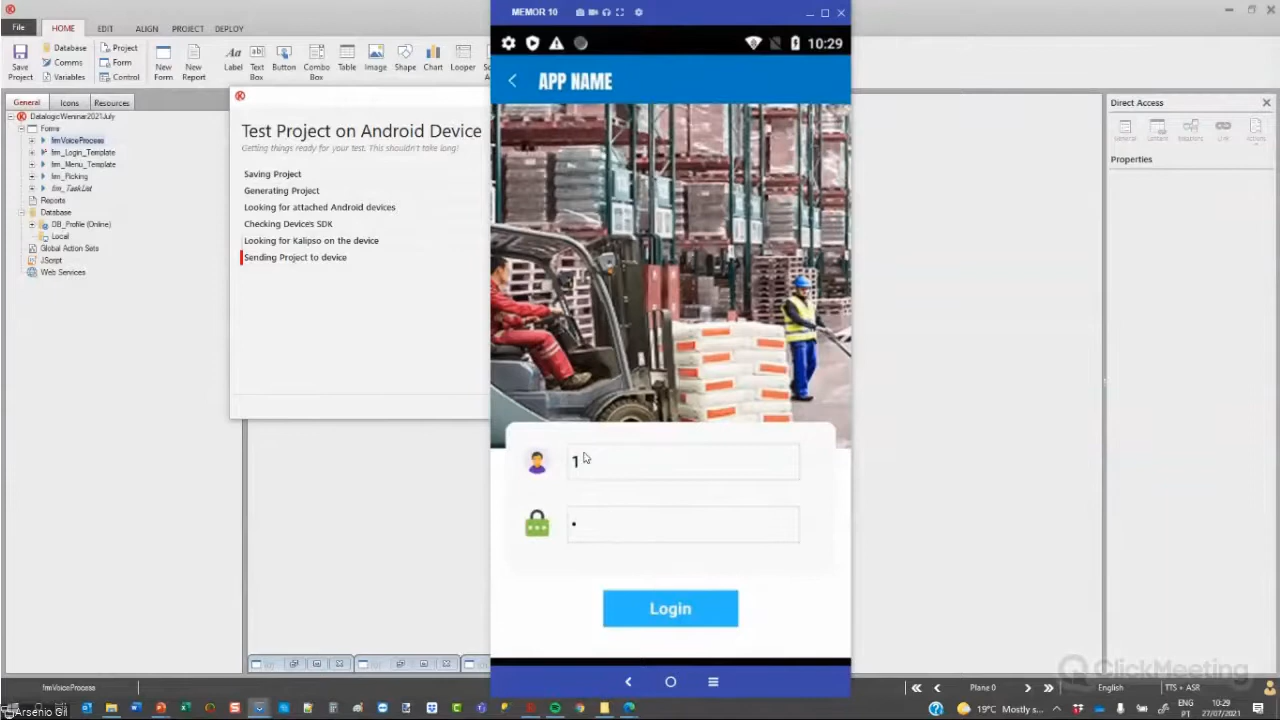 MEMOR 10
10:29
File
HOME
EDIT
ALIGN
PROJECT
DEPLOY
Save Project
Database
Comms
Variables
Project
Form
Control
New Form
New Report
Label
Text Box
Button
Combo Box
Table
Image
Shape
Chart
Looper
General
Icons
Resources
DatalogicWebinar2021July
Forms
frmVoiceProcess
frm_Login_Template
frm_Menu_Template
frm_Picking
frm_TaskList
Reports
Database
DB_Profile (Online)
Local
Global Action Sets
JScript
Web Services
Test Project on Android Device
Getting things ready for your test. This shouldn't take long!
Saving Project
Generating Project
Looking for attached Android devices
Checking Devices SDK
Looking for Kalipso on the device
Sending Project to device
APP NAME
1
Login
Direct Access
General
Actions
Properties
ClickMeeting
frmVoiceProcess
Plane 0
English
TTS + ASR
Arsenio Gil
19°C Mostly s...
ENG
PT
10:29
27/07/2021